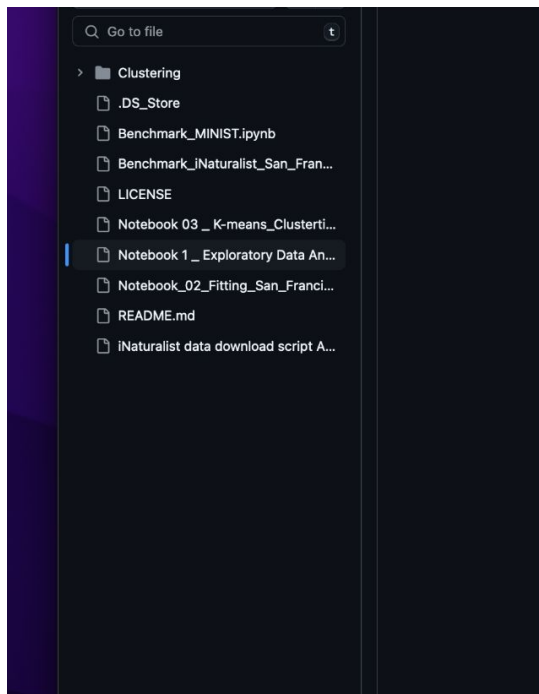 Go to file t
Clustering
.DS_Store
Benchmark_MINIST.ipynb
Benchmark_iNaturalist_San_Fran...
LICENSE
Notebook 03 _ K-means_Clusterti...
Notebook 1 _ Exploratory Data An...
Notebook_02_Fitting_San_Franci...
README.md
iNaturalist data download script A...